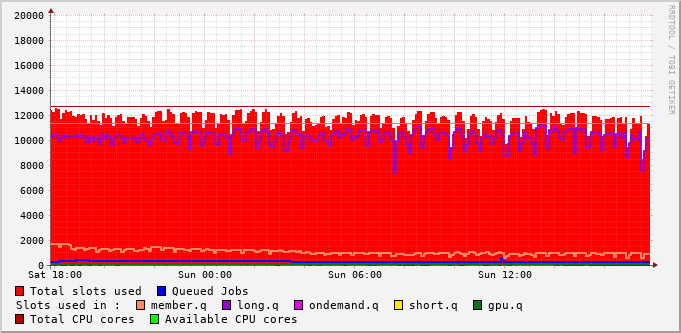 20000
18000
16000
14000
12000
10000
8000
6000
4000
2000
0
Sat 18:00 Sun 00:00 Sun 06:00 Sun 12:00
Total slots used Queued Jobs
Slots used in : member.q long.q ondemand.q short.q gpu.q
Total CPU cores Available CPU cores
RRDTOOL / TOBI OETIKER